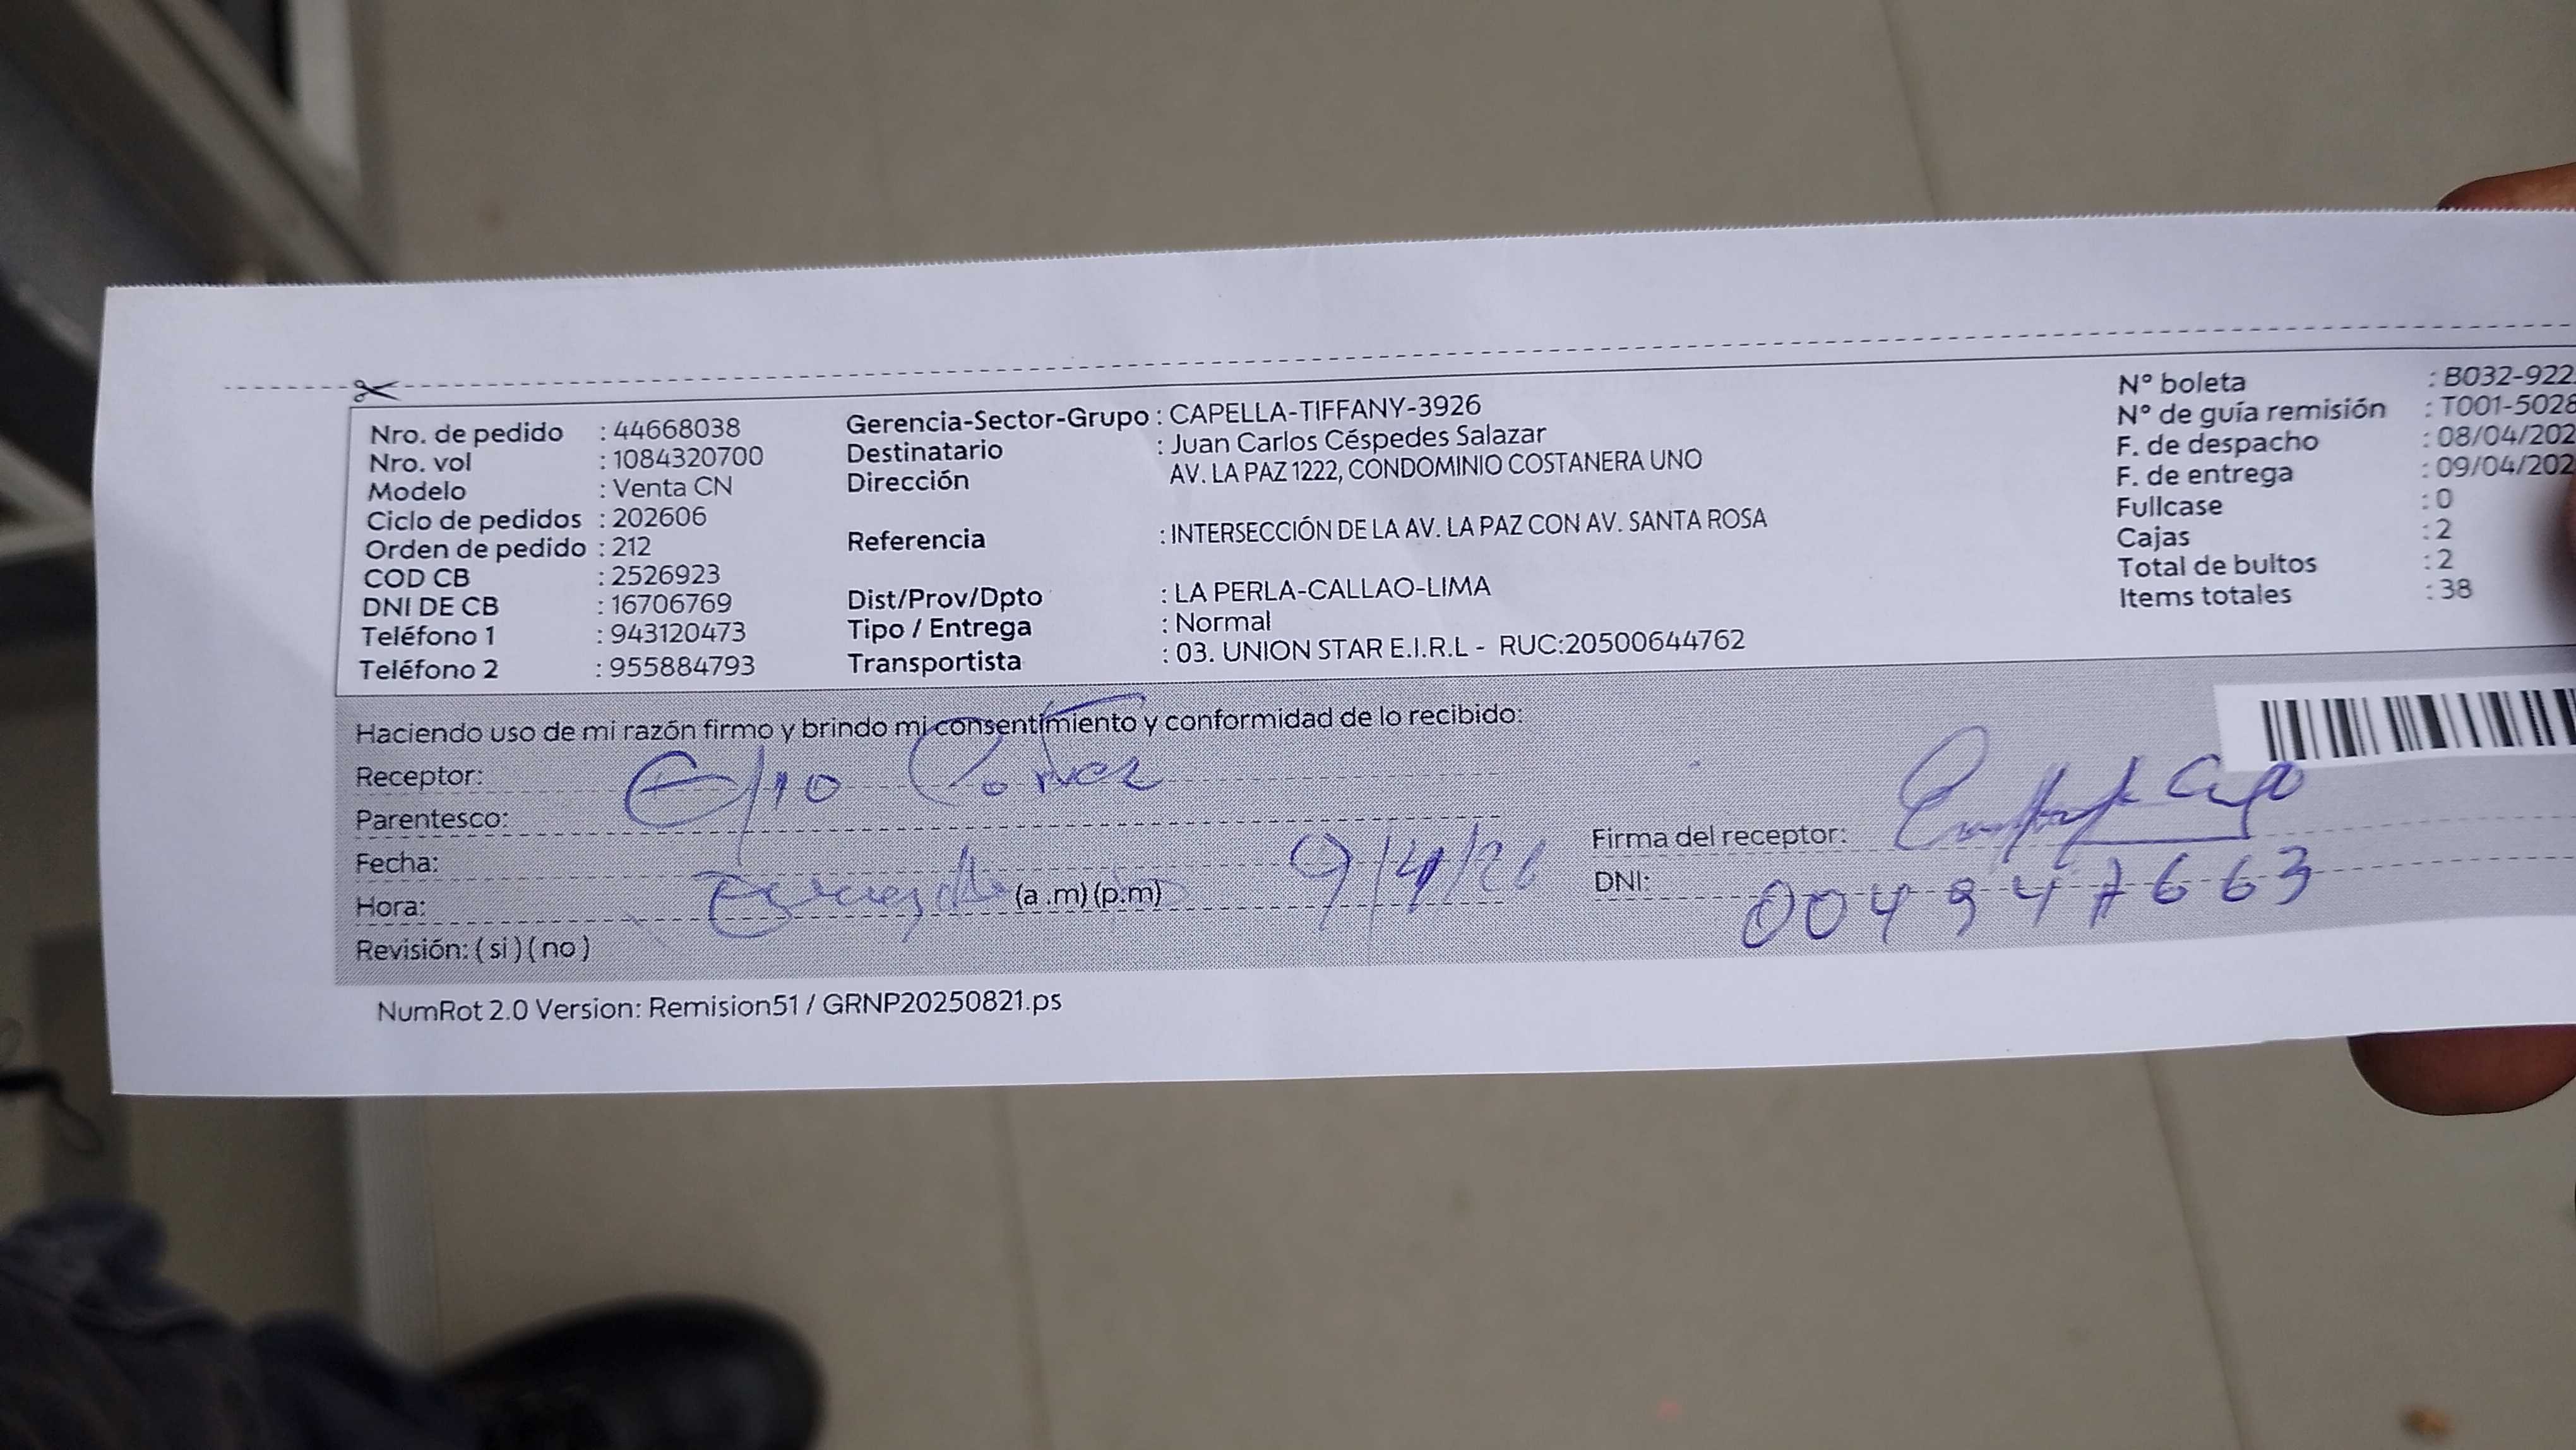 Nro. de pedido : 44668038
Nro. vol : 1084320700
Modelo : Venta CN
Ciclo de pedidos : 202606
Orden de pedido : 212
COD CB : 2526923
DNI DE CB : 16706769
Teléfono 1 : 943120473
Teléfono 2 : 955884793
Gerencia-Sector-Grupo : CAPELLA-TIFFANY-3926
Destinatario : Juan Carlos Céspedes Salazar
Dirección AV. LA PAZ 1222, CONDOMINIO COSTANERA UNO
Referencia : INTERSECCIÓN DE LA AV. LA PAZ CON AV. SANTA ROSA
Dist/Prov/Dpto : LA PERLA-CALLAO-LIMA
Tipo / Entrega : Normal
Transportista : 03. UNION STAR E.I.R.L - RUC:20500644762
N° boleta : B032-922
N° de guía remisión : T001-5028
F. de despacho : 08/04/202
F. de entrega : 09/04/202
Fullcase : 0
Cajas : 2
Total de bultos : 2
Items totales : 38
Haciendo uso de mi razón firmo y brindo mi consentimiento y conformidad de lo recibido:
Receptor:
Parentesco:
Fecha: 9/4/26
Hora: (a .m) (p.m)
Revisión: ( si ) ( no )
Firma del receptor:
DNI: 004947663
NumRot 2.0 Version: Remision51 / GRNP20250821.ps